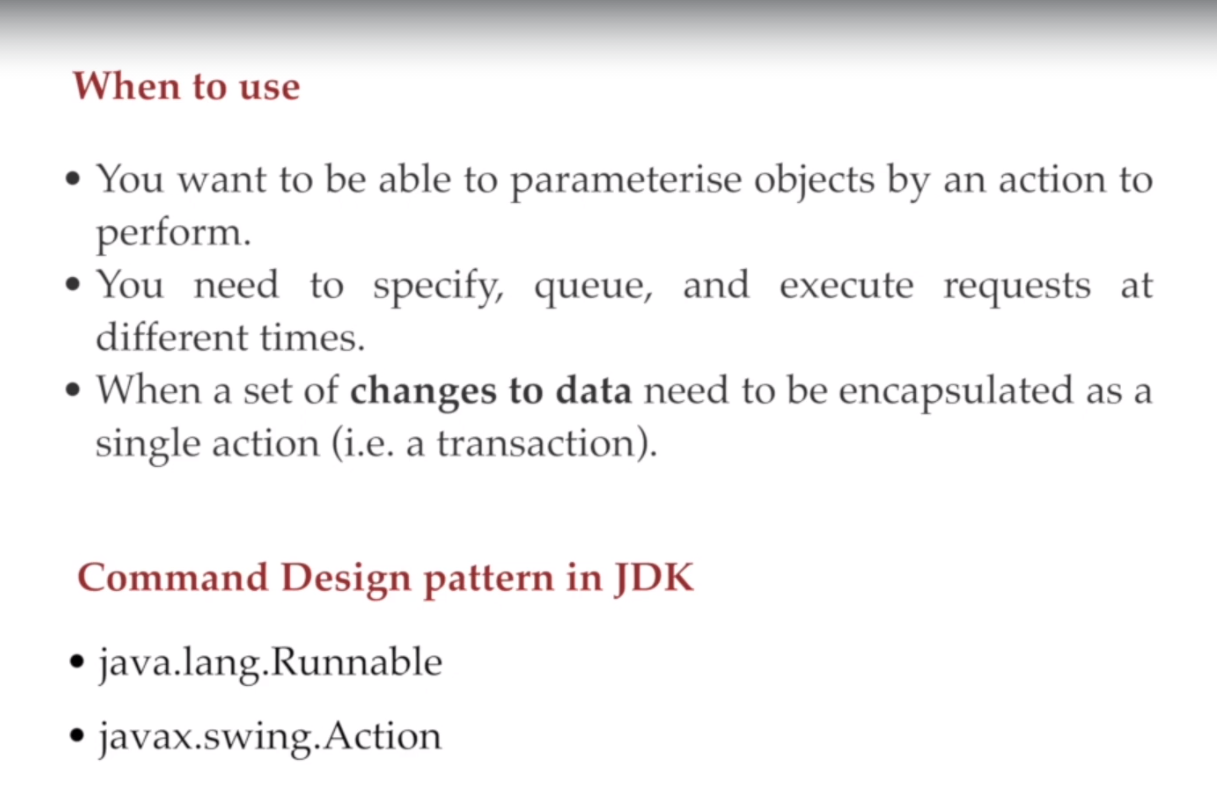 When to use
• You want to be able to parameterise objects by an action to
perform.
• You need to specify, queue, and execute requests at
different times.
• When a set of changes to data need to be encapsulated as a
single action (i.e. a transaction).
Command Design pattern in JDK
• java.lang.Runnable
• javax.swing.Action